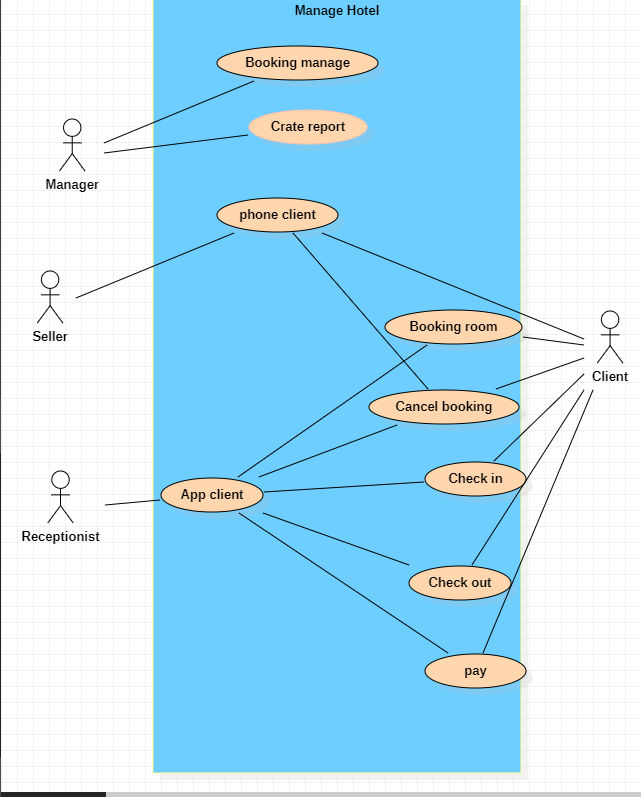 Manage Hotel
Booking manage
Crate report
Manager
phone client
Seller
Booking room
Client
Cancel booking
Check in
App client
Receptionist
Check out
pay